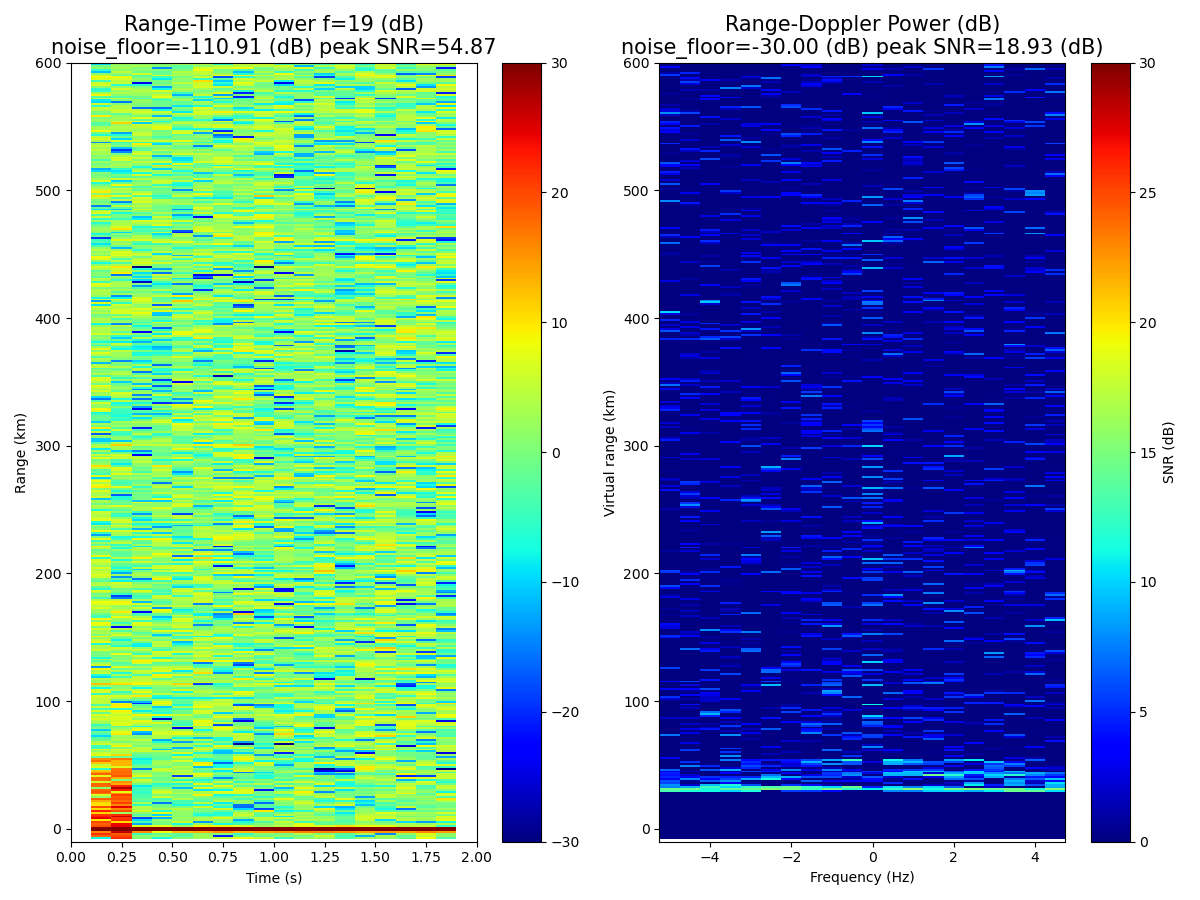 Range-Time Power f=19 (dB)
noise_floor=-110.91 (dB) peak SNR=54.87
Range-Doppler Power (dB)
noise_floor=-30.00 (dB) peak SNR=18.93 (dB)
600
500
400
300
200
100
0
Range (km)
0.00 0.25 0.50 0.75 1.00 1.25 1.50 1.75 2.00
Time (s)
30
20
10
0
−10
−20
−30
600
500
400
300
200
100
0
Virtual range (km)
−4 −2 0 2 4
Frequency (Hz)
30
25
20
15
10
5
0
SNR (dB)